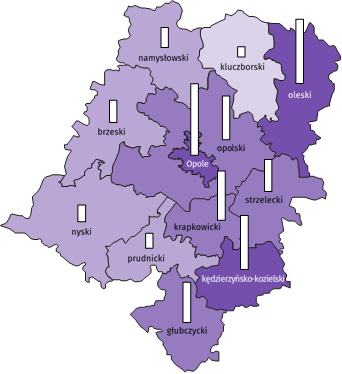 namysłowski
kluczborski
oleski
brzeski
opolski
Opole
strzelecki
krapkowicki
nyski
prudnicki
kędzierzyńsko-kozielski
głubczycki